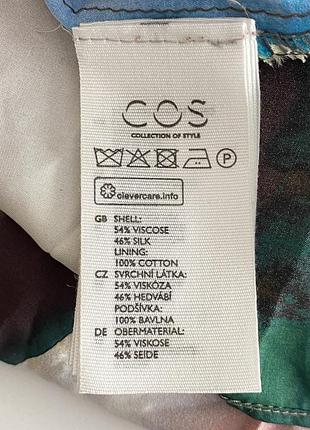 COS
COLLECTION OF STYLE
P
clevercare.info
GB SHELL:
54% VISCOSE
46% SILK
LINING:
100% COTTON
CZ SVRCHNÍ LÁTKA:
54% VISKÓZA
46% HEDVÁBÍ
PODŠÍVKA:
100% BAVLNA
DE OBERMATERIAL:
54% VISKOSE
46% SEIDE